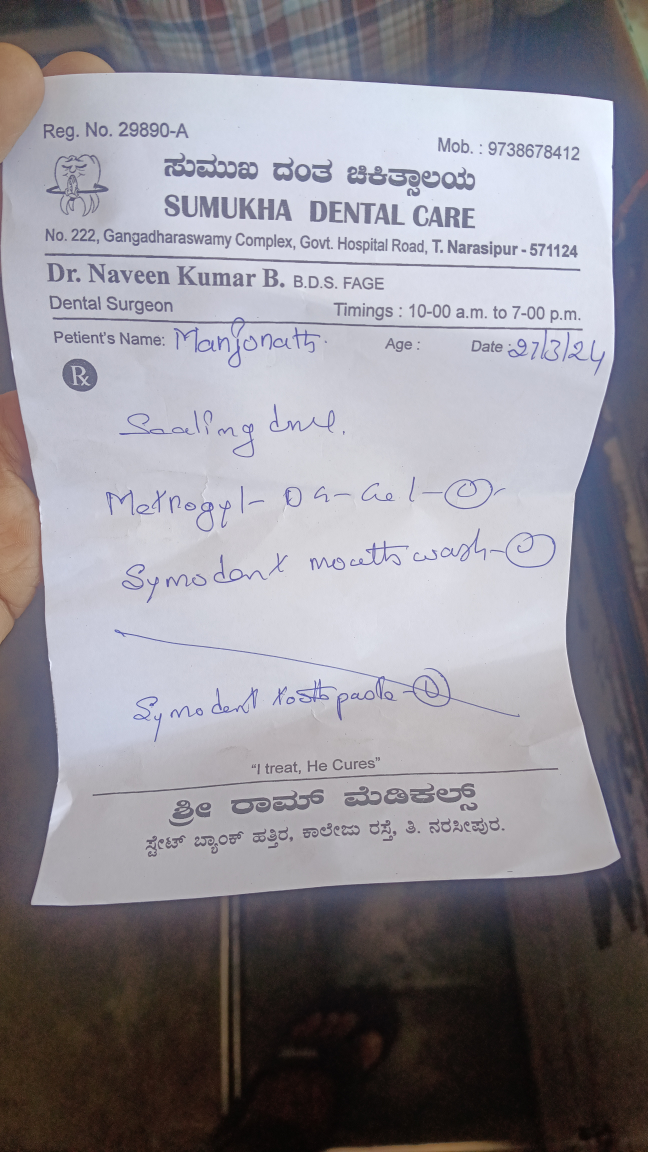 Reg. No. 29890-A
Mob. : 9738678412
ಸುಮುಖ ದಂತ ಚಿಕಿತ್ಸಾಲಯ
SUMUKHA DENTAL CARE
No. 222, Gangadharaswamy Complex, Govt. Hospital Road, T. Narasipur - 571124
Dr. Naveen Kumar B. B.D.S. FAGE
Dental Surgeon Timings : 10-00 a.m. to 7-00 p.m.
Petient's Name: Manjonath. Age : Date : 27/3/24
Rx
Scaling done.
Metrogyl - DG - Gel - 1
Symodent mouthwash - 1
Symodent toothpaste - 1
"I treat, He Cures"
ಶ್ರೀ ರಾಮ್ ಮೆಡಿಕಲ್ಸ್
ಸ್ಟೇಟ್ ಬ್ಯಾಂಕ್ ಹತ್ತಿರ, ಕಾಲೇಜು ರಸ್ತೆ, ತಿ. ನರಸೀಪುರ.